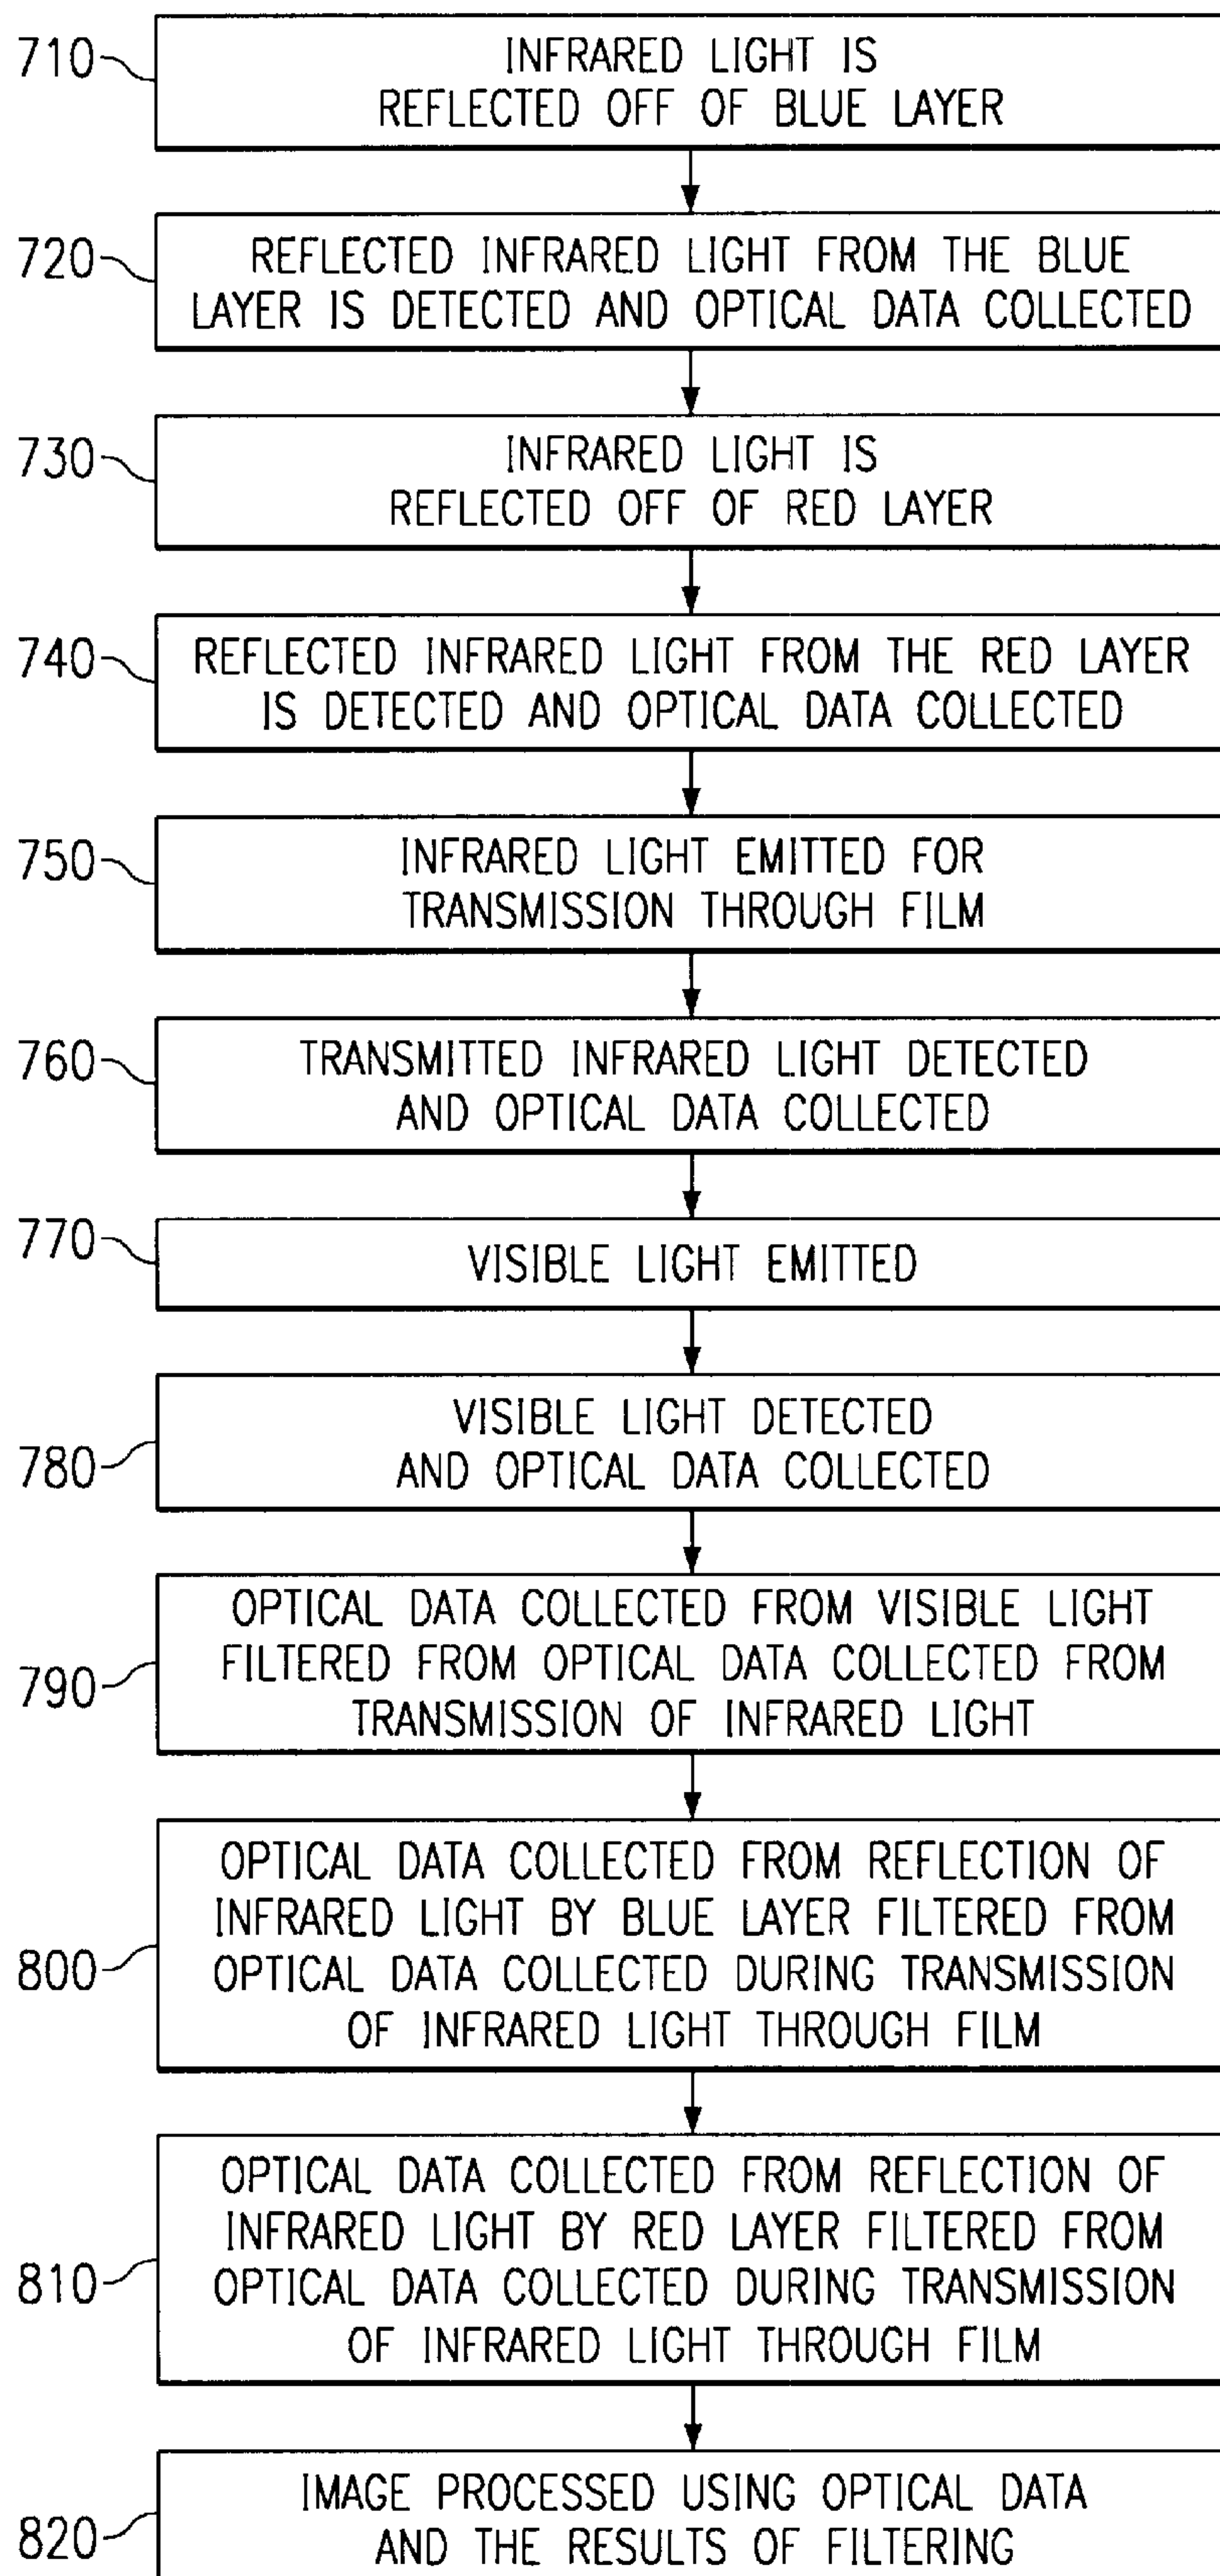 710
INFRARED LIGHT IS
REFLECTED OFF OF BLUE LAYER
720
REFLECTED INFRARED LIGHT FROM THE BLUE
LAYER IS DETECTED AND OPTICAL DATA COLLECTED
730
INFRARED LIGHT IS
REFLECTED OFF OF RED LAYER
740
REFLECTED INFRARED LIGHT FROM THE RED LAYER
IS DETECTED AND OPTICAL DATA COLLECTED
750
INFRARED LIGHT EMITTED FOR
TRANSMISSION THROUGH FILM
760
TRANSMITTED INFRARED LIGHT DETECTED
AND OPTICAL DATA COLLECTED
770
VISIBLE LIGHT EMITTED
780
VISIBLE LIGHT DETECTED
AND OPTICAL DATA COLLECTED
790
OPTICAL DATA COLLECTED FROM VISIBLE LIGHT
FILTERED FROM OPTICAL DATA COLLECTED FROM
TRANSMISSION OF INFRARED LIGHT
800
OPTICAL DATA COLLECTED FROM REFLECTION OF
INFRARED LIGHT BY BLUE LAYER FILTERED FROM
OPTICAL DATA COLLECTED DURING TRANSMISSION
OF INFRARED LIGHT THROUGH FILM
810
OPTICAL DATA COLLECTED FROM REFLECTION OF
INFRARED LIGHT BY RED LAYER FILTERED FROM
OPTICAL DATA COLLECTED DURING TRANSMISSION
OF INFRARED LIGHT THROUGH FILM
820
IMAGE PROCESSED USING OPTICAL DATA
AND THE RESULTS OF FILTERING